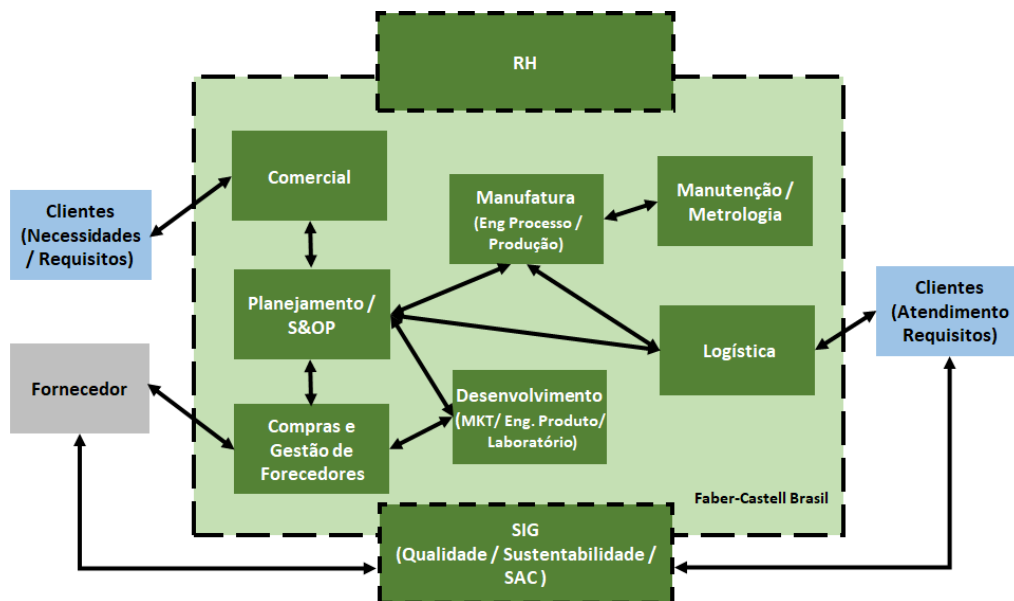 RH
Comercial
Clientes
(Necessidades
/ Requisitos)
Manufatura
(Eng Processo /
Produção)
Manutenção /
Metrologia
Planejamento /
S&OP
Clientes
(Atendimento
Requisitos)
Logística
Fornecedor
Desenvolvimento
(MKT/ Eng. Produto/
Laboratório)
Compras e
Gestão de
Forecedores
Faber-Castell Brasil
SIG
(Qualidade / Sustentabilidade /
SAC )